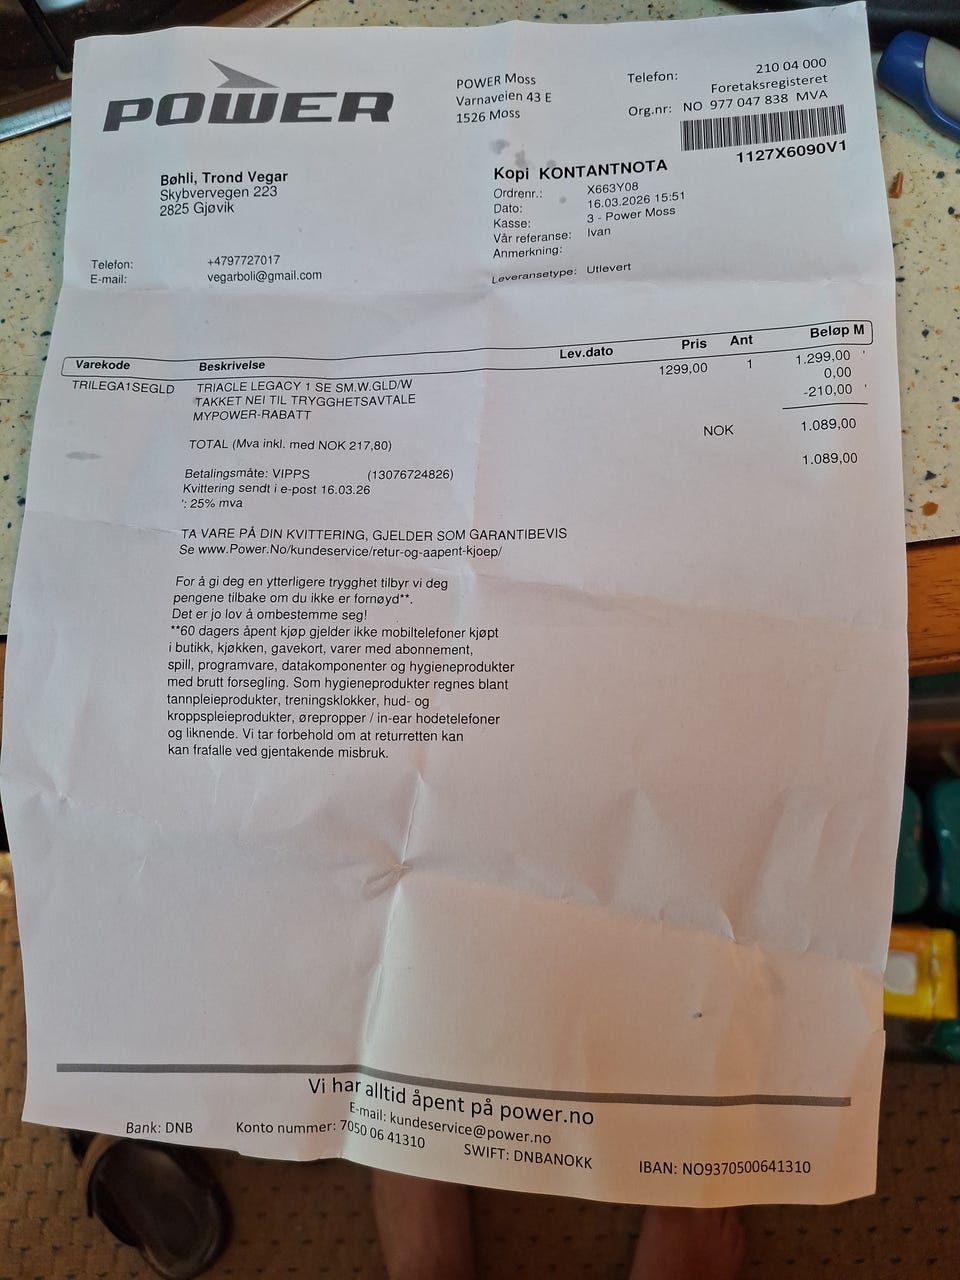 POWER
POWER Moss
Varnaveien 43 E
1526 Moss
Telefon: 210 04 000
Foretaksregisteret
Org.nr: NO 977 047 838 MVA
1127X6090V1
Bøhli, Trond Vegar
Skybvervegen 223
2825 Gjøvik
Telefon: +4797727017
E-mail: vegarboli@gmail.com
Kopi KONTANTNOTA
Ordrenr.: X663Y08
Dato: 16.03.2026 15:51
Kasse: 3 - Power Moss
Vår referanse: Ivan
Anmerkning:
Leveransetype: Utlevert
Varekode Beskrivelse Lev.dato Pris Ant Beløp M
TRILEGA1SEGLD TRIACLE LEGACY 1 SE SM.W.GLD/W 1299,00 1 1.299,00 '
TAKKET NEI TIL TRYGGHETSAVTALE 0,00
MYPOWER-RABATT -210,00 '
TOTAL (Mva inkl. med NOK 217,80) NOK 1.089,00
Betalingsmåte: VIPPS (13076724826) 1.089,00
Kvittering sendt i e-post 16.03.26
': 25% mva
TA VARE PÅ DIN KVITTERING, GJELDER SOM GARANTIBEVIS
Se www.Power.No/kundeservice/retur-og-aapent-kjoep/
For å gi deg en ytterligere trygghet tilbyr vi deg
pengene tilbake om du ikke er fornøyd**.
Det er jo lov å ombestemme seg!
**60 dagers åpent kjøp gjelder ikke mobiltelefoner kjøpt
i butikk, kjøkken, gavekort, varer med abonnement,
spill, programvare, datakomponenter og hygieneprodukter
med brutt forsegling. Som hygieneprodukter regnes blant
tannpleieprodukter, treningsklokker, hud- og
kroppspleieprodukter, ørepropper / in-ear hodetelefoner
og liknende. Vi tar forbehold om at returretten kan
kan frafalle ved gjentakende misbruk.
Vi har alltid åpent på power.no
E-mail: kundeservice@power.no
Bank: DNB Konto nummer: 7050 06 41310 SWIFT: DNBANOKK IBAN: NO9370500641310